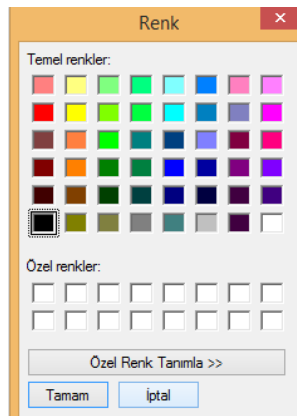 Renk
Temel renkler:
Özel renkler:
Özel Renk Tanımla >>
Tamam
İptal